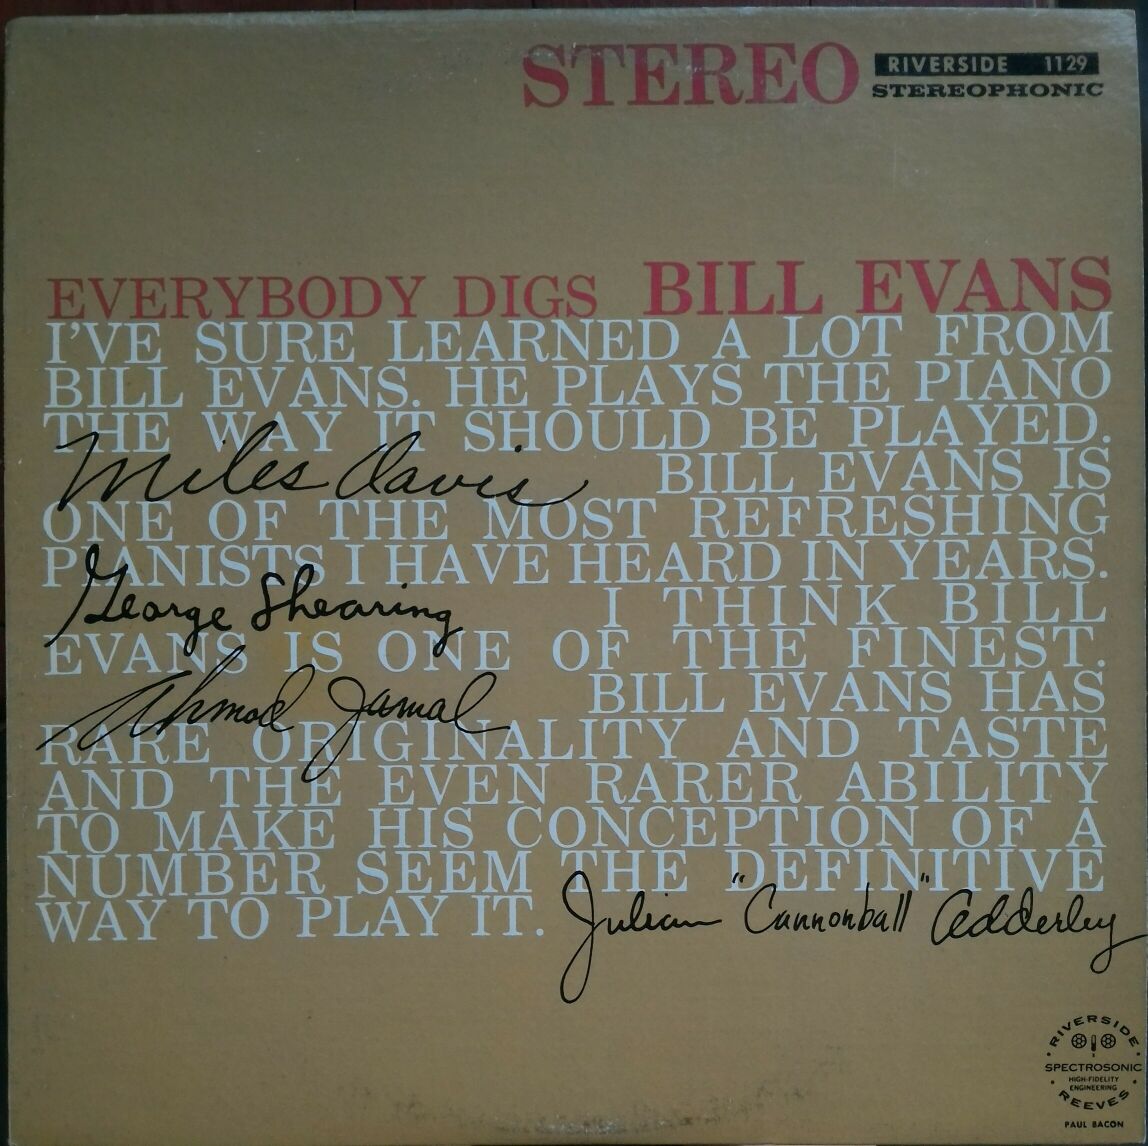 STEREO RIVERSIDE 1129
STEREOPHONIC
EVERYBODY DIGS BILL EVANS
I'VE SURE LEARNED A LOT FROM
BILL EVANS. HE PLAYS THE PIANO
THE WAY IT SHOULD BE PLAYED.
Miles Davis BILL EVANS IS
ONE OF THE MOST REFRESHING
PIANISTS I HAVE HEARD IN YEARS.
George Shearing I THINK BILL
EVANS IS ONE OF THE FINEST.
Ahmad Jamal BILL EVANS HAS
RARE ORIGINALITY AND TASTE
AND THE EVEN RARER ABILITY
TO MAKE HIS CONCEPTION OF A
NUMBER SEEM THE DEFINITIVE
WAY TO PLAY IT. Julian "Cannonball" Adderley
RIVERSIDE
SPECTROSONIC
HIGH-FIDELITY
ENGINEERING
REEVES
PAUL BACON